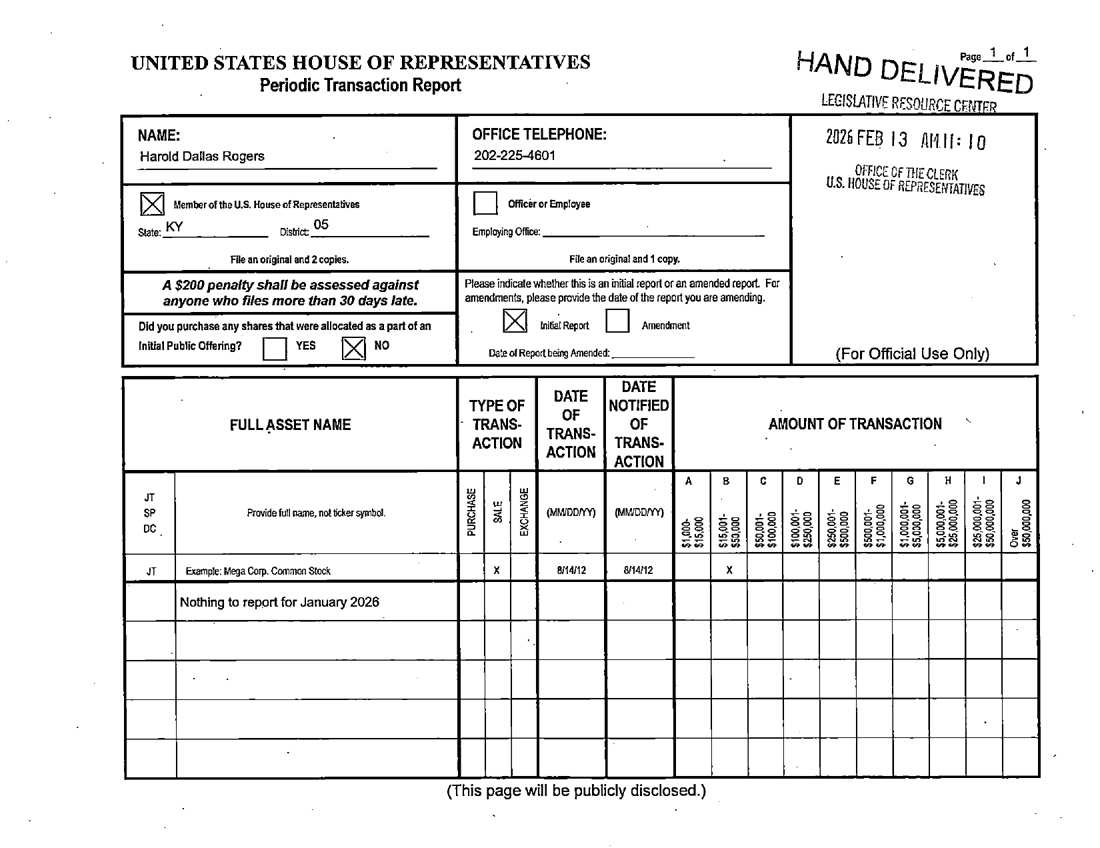 UNITED STATES HOUSE OF REPRESENTATIVES
Periodic Transaction Report
Page 1 of 1
HAND DELIVERED
LEGISLATIVE RESOURCE CENTER
2026 FEB 13 AM 11: 10
OFFICE OF THE CLERK
U.S. HOUSE OF REPRESENTATIVES
(For Official Use Only)
NAME:
Harold Dallas Rogers
OFFICE TELEPHONE:
202-225-4601
Member of the U.S. House of Representatives
State: KY District: 05
File an original and 2 copies.
Officer or Employee
Employing Office:
File an original and 1 copy.
A $200 penalty shall be assessed against
anyone who files more than 30 days late.
Please indicate whether this is an initial report or an amended report. For
amendments, please provide the date of the report you are amending.
Initial Report Amendment
Date of Report being Amended:
Did you purchase any shares that were allocated as a part of an
Initial Public Offering? YES NO
FULL ASSET NAME
TYPE OF
TRANS-
ACTION
DATE
OF
TRANS-
ACTION
DATE
NOTIFIED
OF
TRANS-
ACTION
AMOUNT OF TRANSACTION
JT
SP
DC
Provide full name, not ticker symbol.
PURCHASE
SALE
EXCHANGE
(MM/DD/YY)
(MM/DD/YY)
A
$1,000-
$15,000
B
$15,001-
$50,000
C
$50,001-
$100,000
D
$100,001-
$250,000
E
$250,001-
$500,000
F
$500,001-
$1,000,000
G
$1,000,001-
$5,000,000
H
$5,000,001-
$25,000,000
I
$25,000,001-
$50,000,000
J
Over
$50,000,000
JT Example: Mega Corp. Common Stock X 8/14/12 8/14/12 X
Nothing to report for January 2026
(This page will be publicly disclosed.)